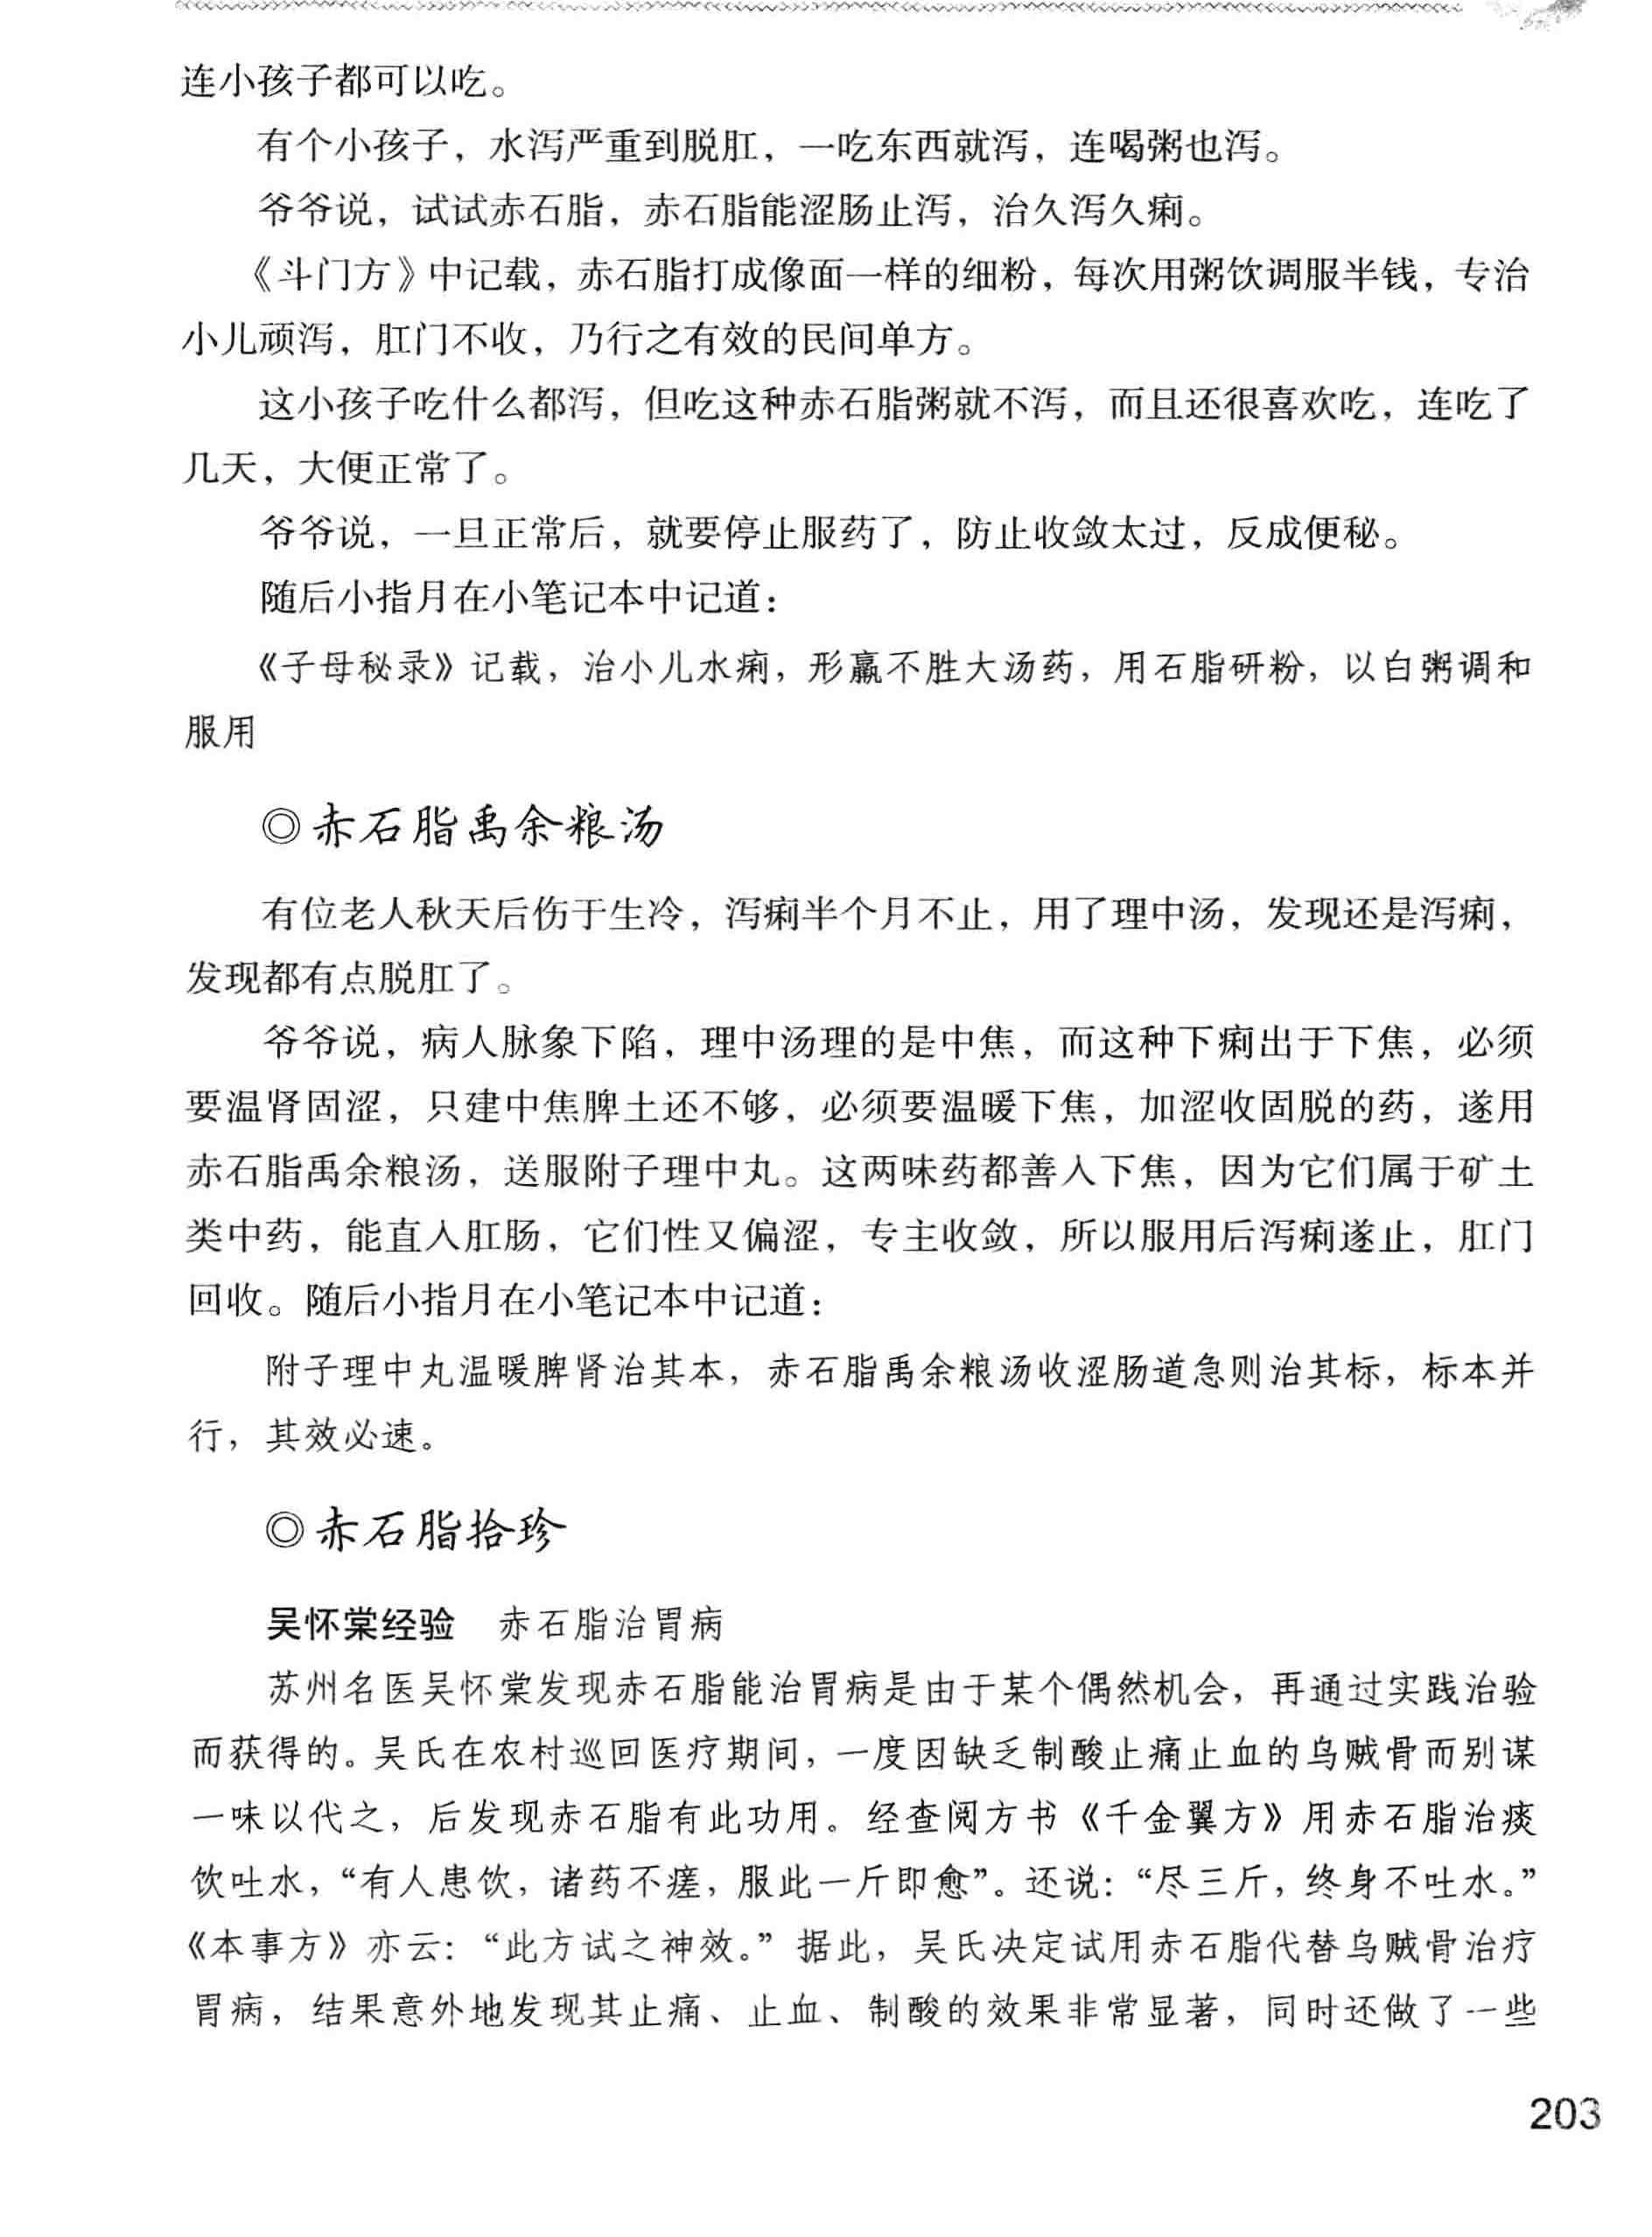 连小孩子都可以吃。
有个小孩子，水泻严重到脱肛，一吃东西就泻，连喝粥也泻。
爷爷说，试试赤石脂，赤石脂能涩肠止泻，治久泻久痢。
《斗门方》中记载，赤石脂打成像面一样的细粉，每次用粥饮调服半钱，专治
小儿顽泻，肛门不收，乃行之有效的民间单方。
这小孩子吃什么都泻，但吃这种赤石脂粥就不泻，而且还很喜欢吃，连吃了
几天，大便正常了。
爷爷说，一旦正常后，就要停止服药了，防止收敛太过，反成便秘。
随后小指月在小笔记本中记道：
《子母秘录》记载，治小儿水痢，形羸不胜大汤药，用石脂研粉，以白粥调和
服用
◎赤石脂禹余粮汤
有位老人秋天后伤于生冷，泻痢半个月不止，用了理中汤，发现还是泻痢，
发现都有点脱肛了。
爷爷说，病人脉象下陷，理中汤理的是中焦，而这种下痢出于下焦，必须
要温肾固涩，只建中焦脾土还不够，必须要温暖下焦，加涩收固脱的药，遂用
赤石脂禹余粮汤，送服附子理中丸。这两味药都善入下焦，因为它们属于矿土
类中药，能直入肛肠，它们性又偏涩，专主收敛，所以服用后泻痢遂止，肛门
回收。随后小指月在小笔记本中记道：
附子理中丸温暖脾肾治其本，赤石脂禹余粮汤收涩肠道急则治其标，标本并
行，其效必速。
◎赤石脂拾珍
吴怀棠经验 赤石脂治胃病
苏州名医吴怀棠发现赤石脂能治胃病是由于某个偶然机会，再通过实践治验
而获得的。吴氏在农村巡回医疗期间，一度因缺乏制酸止痛止血的乌贼骨而别谋
一味以代之，后发现赤石脂有此功用。经查阅方书《千金翼方》用赤石脂治痰
饮吐水，“有人患饮，诸药不瘥，服此一斤即愈”。还说：“尽三斤，终身不吐水。”
《本事方》亦云：“此方试之神效。”据此，吴氏决定试用赤石脂代替乌贼骨治疗
胃病，结果意外地发现其止痛、止血、制酸的效果非常显著，同时还做了一些
203